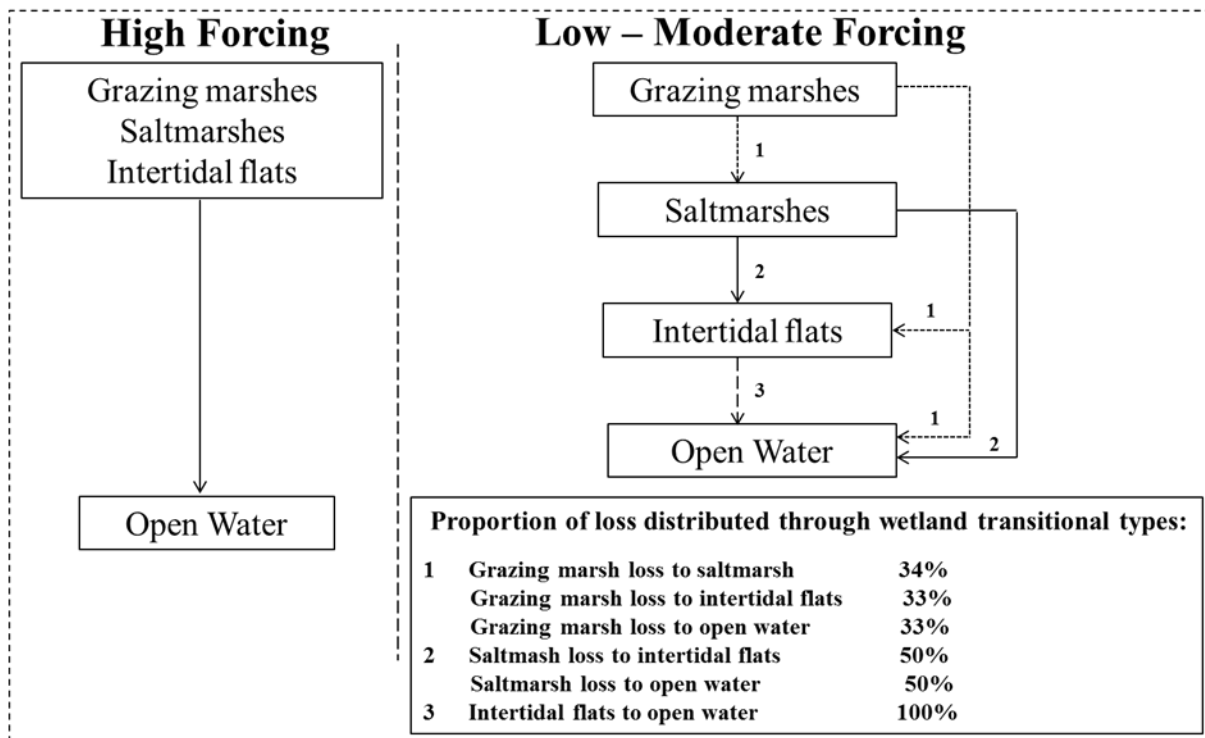 High Forcing
Grazing marshes
Saltmarshes
Intertidal flats
Open Water
Low – Moderate Forcing
Grazing marshes
1
Saltmarshes
2
Intertidal flats
1
3
1
Open Water
2
Proportion of loss distributed through wetland transitional types:
1 Grazing marsh loss to saltmarsh 34%
Grazing marsh loss to intertidal flats 33%
Grazing marsh loss to open water 33%
2 Saltmash loss to intertidal flats 50%
Saltmarsh loss to open water 50%
3 Intertidal flats to open water 100%